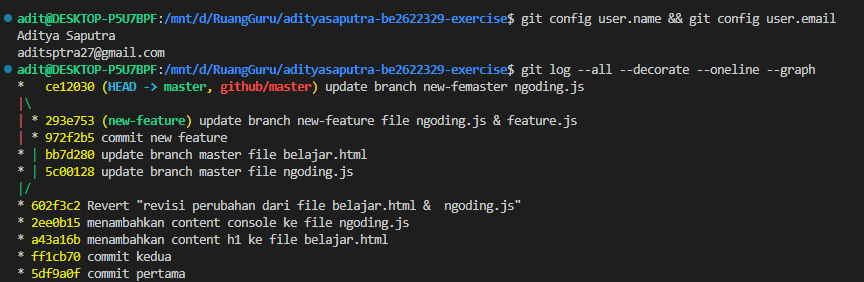 adit@DESKTOP-P5U7BPF:/mnt/d/RuangGuru/adityasaputra-be2622329-exercise$ git config user.name && git config user.email
Aditya Saputra
aditsptra27@gmail.com
adit@DESKTOP-P5U7BPF:/mnt/d/RuangGuru/adityasaputra-be2622329-exercise$ git log --all --decorate --oneline --graph
*   ce12030 (HEAD -> master, github/master) update branch new-femaster ngoding.js
|\
| * 293e753 (new-feature) update branch new-feature file ngoding.js & feature.js
| * 972f2b5 commit new feature
* | bb7d280 update branch master file belajar.html
* | 5c00128 update branch master file ngoding.js
|/
* 602f3c2 Revert "revisi perubahan dari file belajar.html &  ngoding.js"
* 2ee0b15 menambahkan content console ke file ngoding.js
* a43a16b menambahkan content h1 ke file belajar.html
* ff1cb70 commit kedua
* 5df9a0f commit pertama